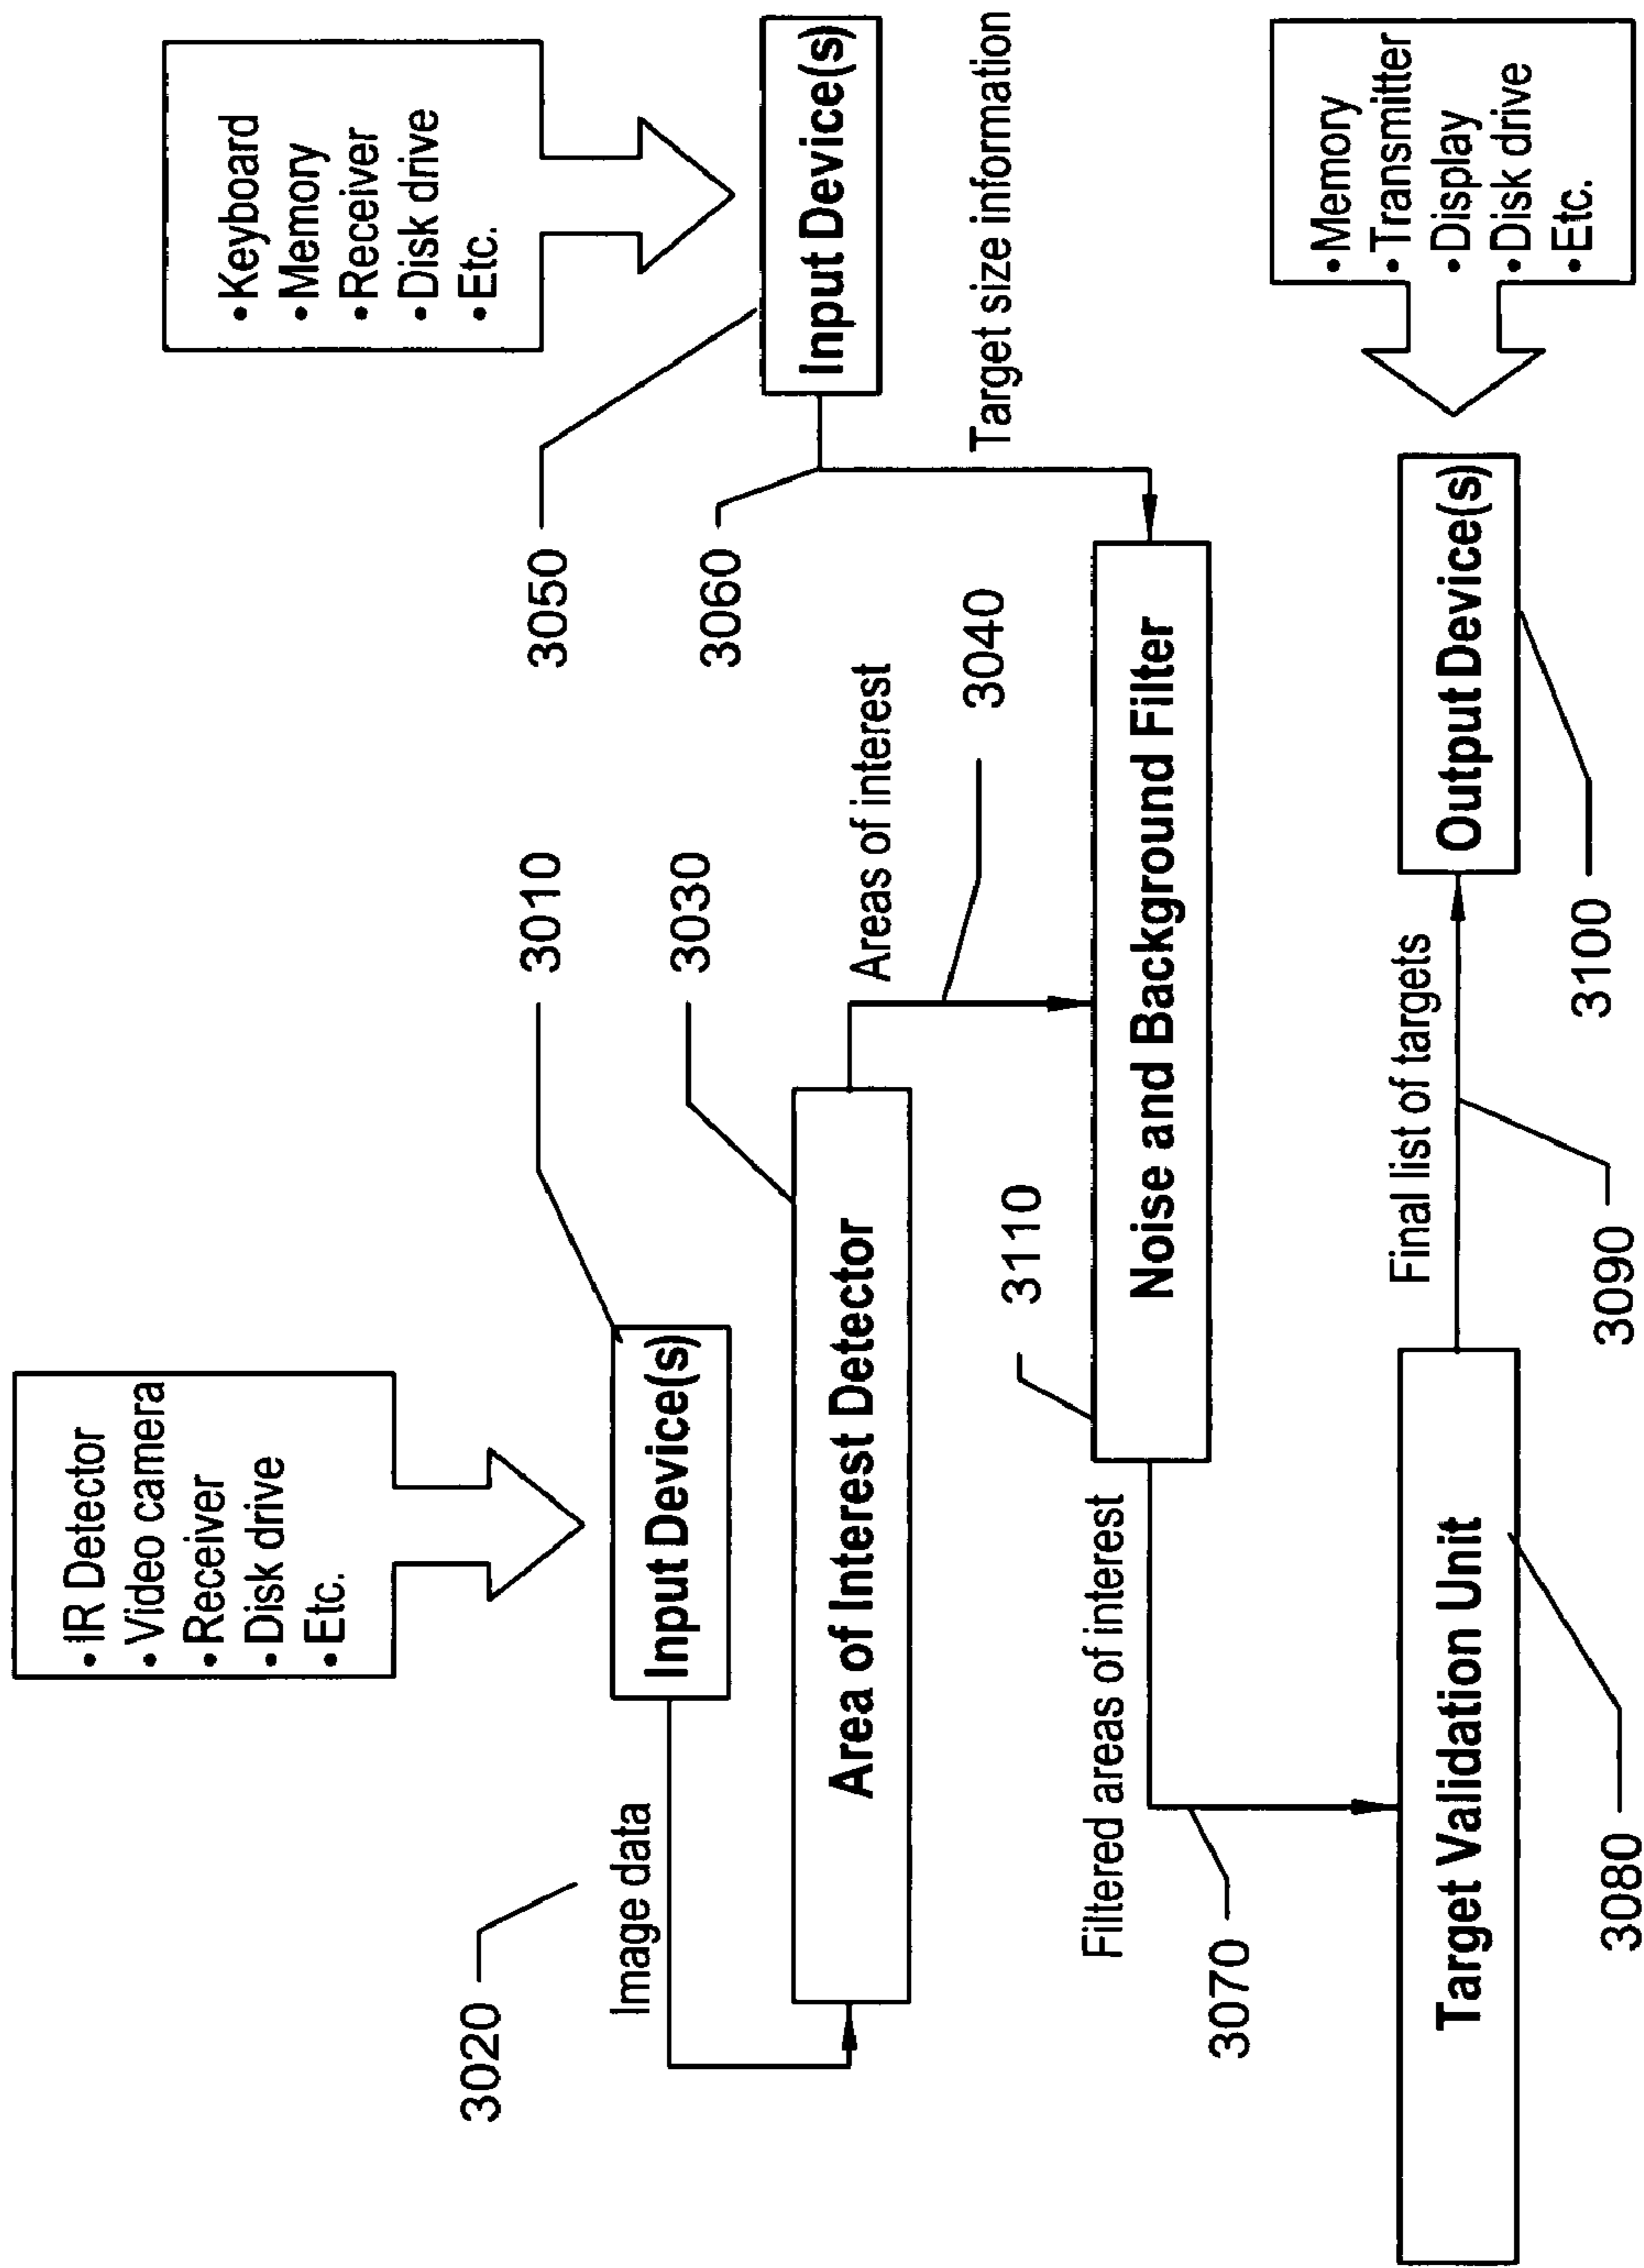 • IR Detector
• Video camera
• Receiver
• Disk drive
• Etc.
• Keyboard
• Memory
• Receiver
• Disk drive
• Etc.
3020
3010
3050
Image data
Input Device(s)
3030
3060
Input Device(s)
Area of Interest Detector
Areas of interest
3040
Target size information
3110
Filtered areas of interest
Noise and Background Filter
3070
• Memory
• Transmitter
• Display
• Disk drive
• Etc.
Final list of targets
Target Validation Unit
Output Device(s)
3080
3090
3100